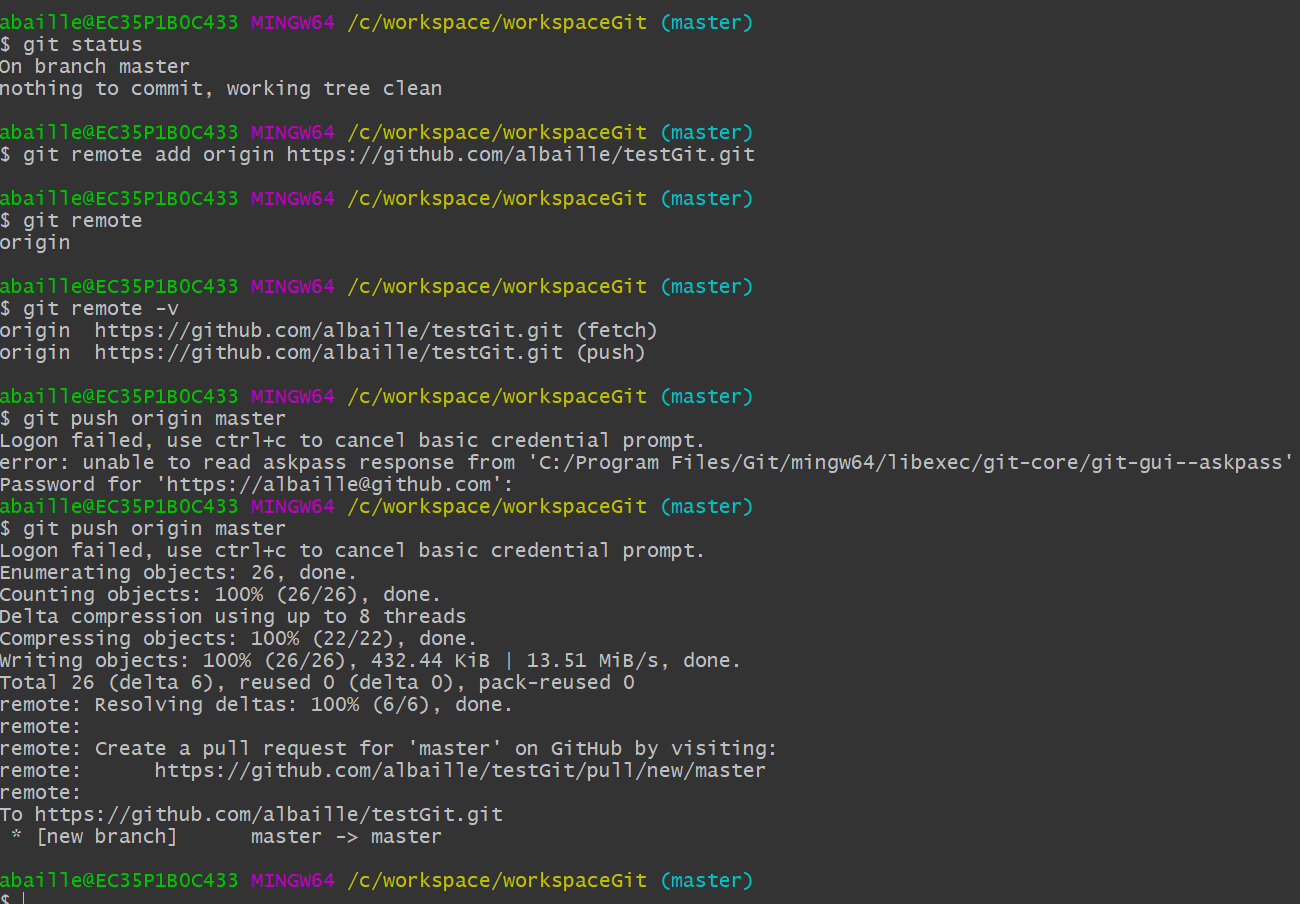 abaille@EC35P1B0C433 MINGW64 /c/workspace/workspaceGit (master)
$ git status
On branch master
nothing to commit, working tree clean
abaille@EC35P1B0C433 MINGW64 /c/workspace/workspaceGit (master)
$ git remote add origin https://github.com/albaille/testGit.git
abaille@EC35P1B0C433 MINGW64 /c/workspace/workspaceGit (master)
$ git remote
origin
abaille@EC35P1B0C433 MINGW64 /c/workspace/workspaceGit (master)
$ git remote -v
origin  https://github.com/albaille/testGit.git (fetch)
origin  https://github.com/albaille/testGit.git (push)
abaille@EC35P1B0C433 MINGW64 /c/workspace/workspaceGit (master)
$ git push origin master
Logon failed, use ctrl+c to cancel basic credential prompt.
error: unable to read askpass response from 'C:/Program Files/Git/mingw64/libexec/git-core/git-gui--askpass'
Password for 'https://albaille@github.com':
abaille@EC35P1B0C433 MINGW64 /c/workspace/workspaceGit (master)
$ git push origin master
Logon failed, use ctrl+c to cancel basic credential prompt.
Enumerating objects: 26, done.
Counting objects: 100% (26/26), done.
Delta compression using up to 8 threads
Compressing objects: 100% (22/22), done.
Writing objects: 100% (26/26), 432.44 KiB | 13.51 MiB/s, done.
Total 26 (delta 6), reused 0 (delta 0), pack-reused 0
remote: Resolving deltas: 100% (6/6), done.
remote:
remote: Create a pull request for 'master' on GitHub by visiting:
remote:      https://github.com/albaille/testGit/pull/new/master
remote:
To https://github.com/albaille/testGit.git
 * [new branch]      master -> master
abaille@EC35P1B0C433 MINGW64 /c/workspace/workspaceGit (master)
$